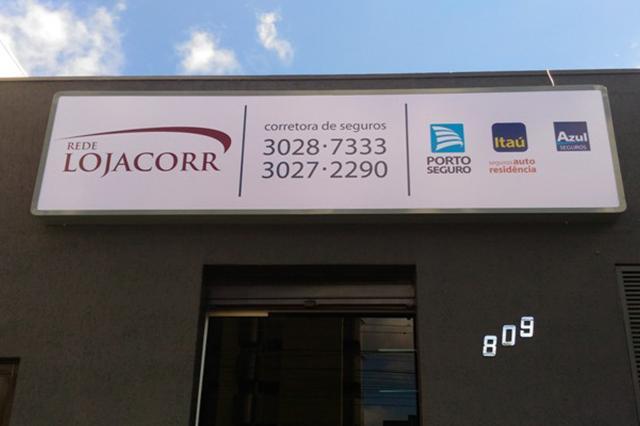 REDE
LOJACORR
corretora de seguros
3028·7333
3027·2290
PORTO
SEGURO
Itaú
seguros auto
residência
Azul
SEGUROS
809